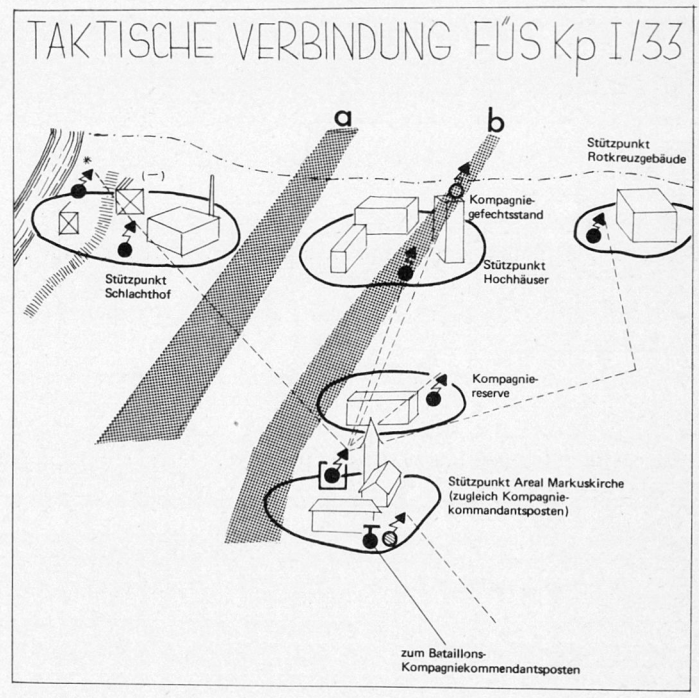 TAKTISCHE VERBINDUNG FÜS Kp I/33
a
b
Stützpunkt
Rotkreuzgebäude
*
(—)
Kompagnie-
gefechtsstand
Stützpunkt
Schlachthof
Stützpunkt
Hochhäuser
Kompagnie-
reserve
Stützpunkt Areal Markuskirche
(zugleich Kompagnie-
kommandantsposten)
zum Bataillons-
Kompagniekommendantsposten